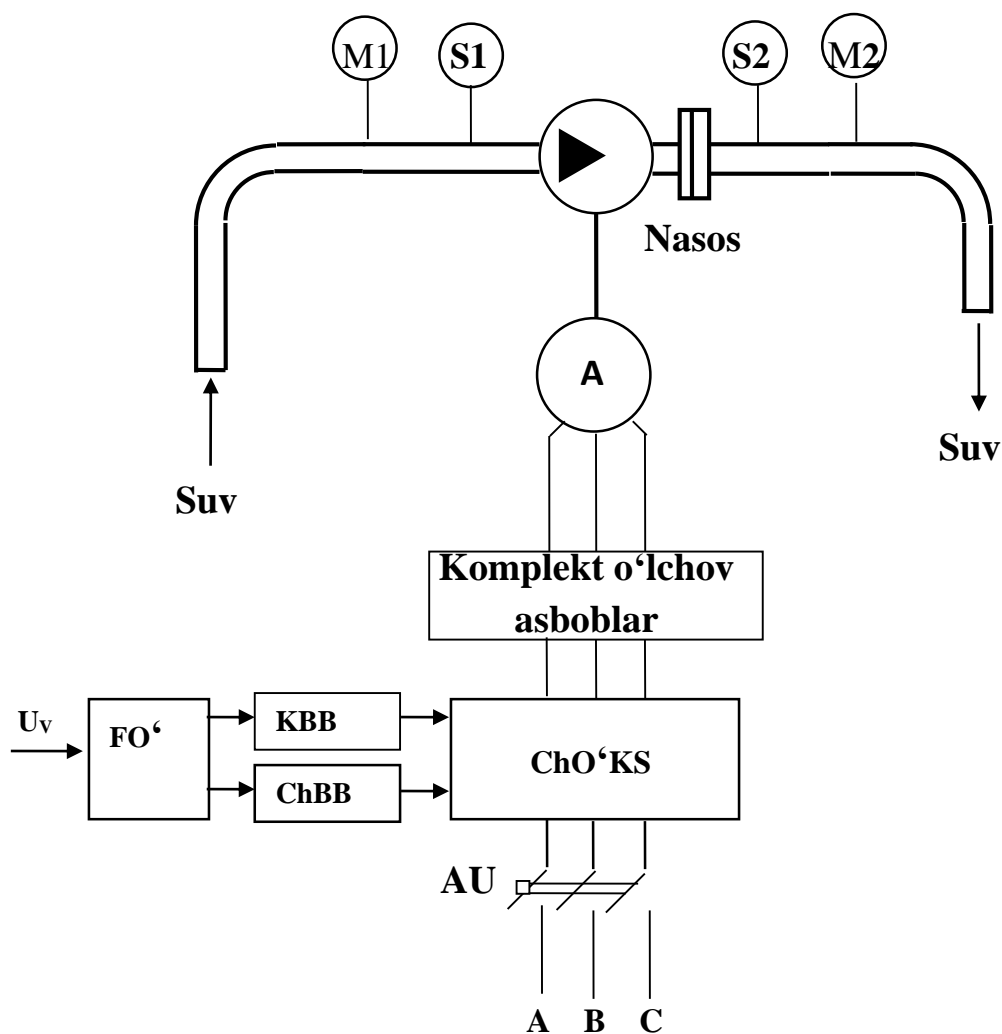 M1
S1
S2
M2
Nasos
A
Suv
Suv
Komplekt o‘lchov
asboblar
Uv
FO‘
KBB
ChBB
ChO‘KS
AU
A B C